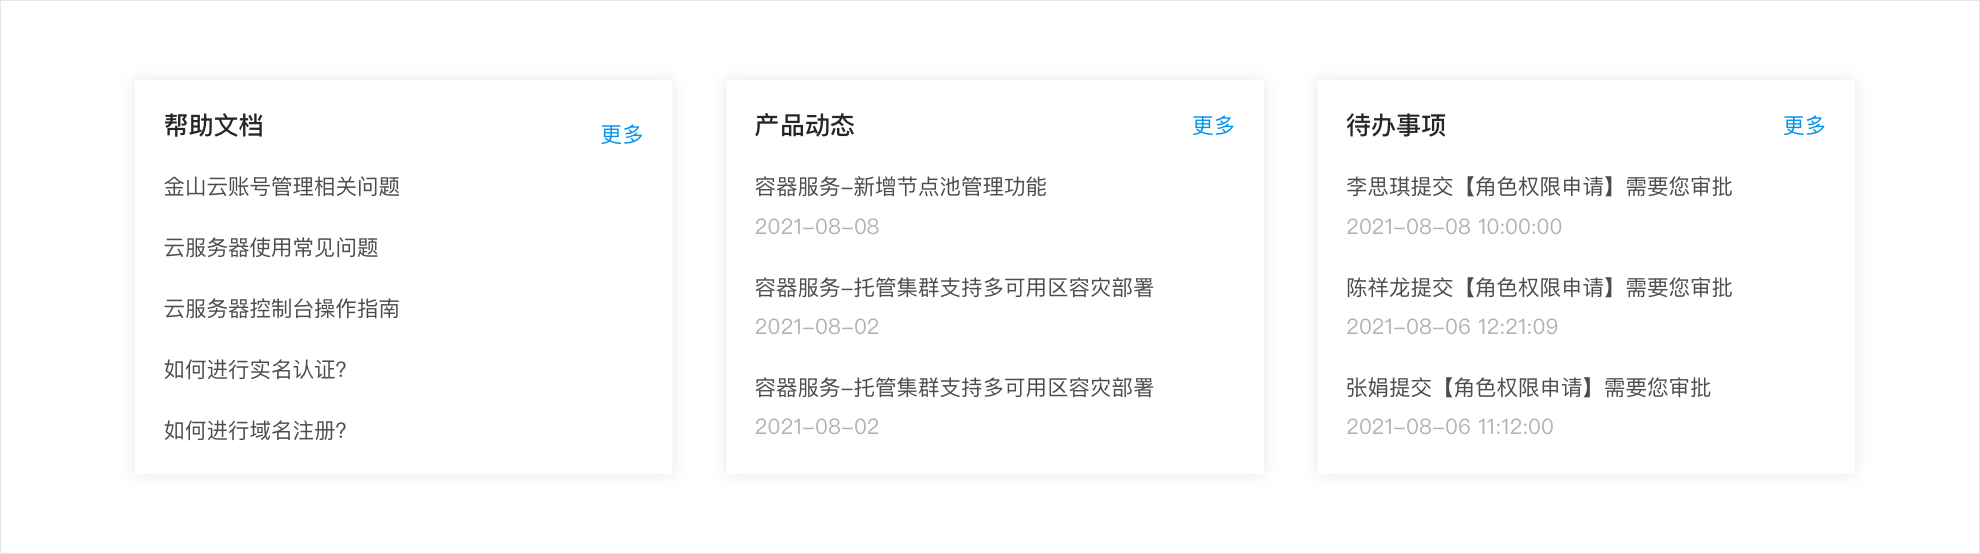 帮助文档
更多
金山云账号管理相关问题
云服务器使用常见问题
云服务器控制台操作指南
如何进行实名认证?
如何进行域名注册?
产品动态
更多
容器服务-新增节点池管理功能
2021-08-08
容器服务-托管集群支持多可用区容灾部署
2021-08-02
容器服务-托管集群支持多可用区容灾部署
2021-08-02
待办事项
更多
李思琪提交【角色权限申请】需要您审批
2021-08-08 10:00:00
陈祥龙提交【角色权限申请】需要您审批
2021-08-06 12:21:09
张娟提交【角色权限申请】需要您审批
2021-08-06 11:12:00